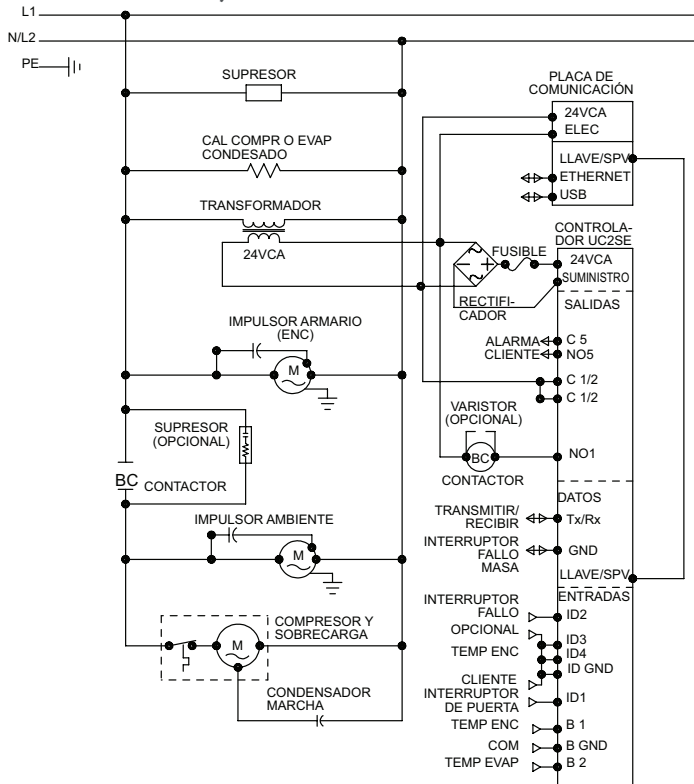 L1
N/L2
PE
SUPRESOR
CAL COMPR O EVAP
CONDESADO
TRANSFORMADOR
24VCA
IMPULSOR ARMARIO
(ENC)
M
SUPRESOR
(OPCIONAL)
BC
CONTACTOR
IMPULSOR AMBIENTE
M
COMPRESOR Y
SOBRECARGA
M
CONDENSADOR
MARCHA
PLACA DE
COMUNICACIÓN
24VCA
ELEC
LLAVE/SPV
ETHERNET
USB
CONTROLA-
DOR UC2SE
FUSIBLE
24VCA
SUMINISTRO
RECTIFI-
CADOR
SALIDAS
ALARMA
CLIENTE
C 5
NO5
C 1/2
C 1/2
VARISTOR
(OPCIONAL)
BC
CONTACTOR
NO1
DATOS
TRANSMITIR/
RECIBIR
Tx/Rx
INTERRUPTOR
FALLO
MASA
GND
LLAVE/SPV
ENTRADAS
INTERRUPTOR
FALLO
ID2
OPCIONAL
ID3
TEMP ENC
ID4
ID GND
CLIENTE
INTERRUPTOR
DE PUERTA
ID1
TEMP ENC
B 1
COM
B GND
TEMP EVAP
B 2